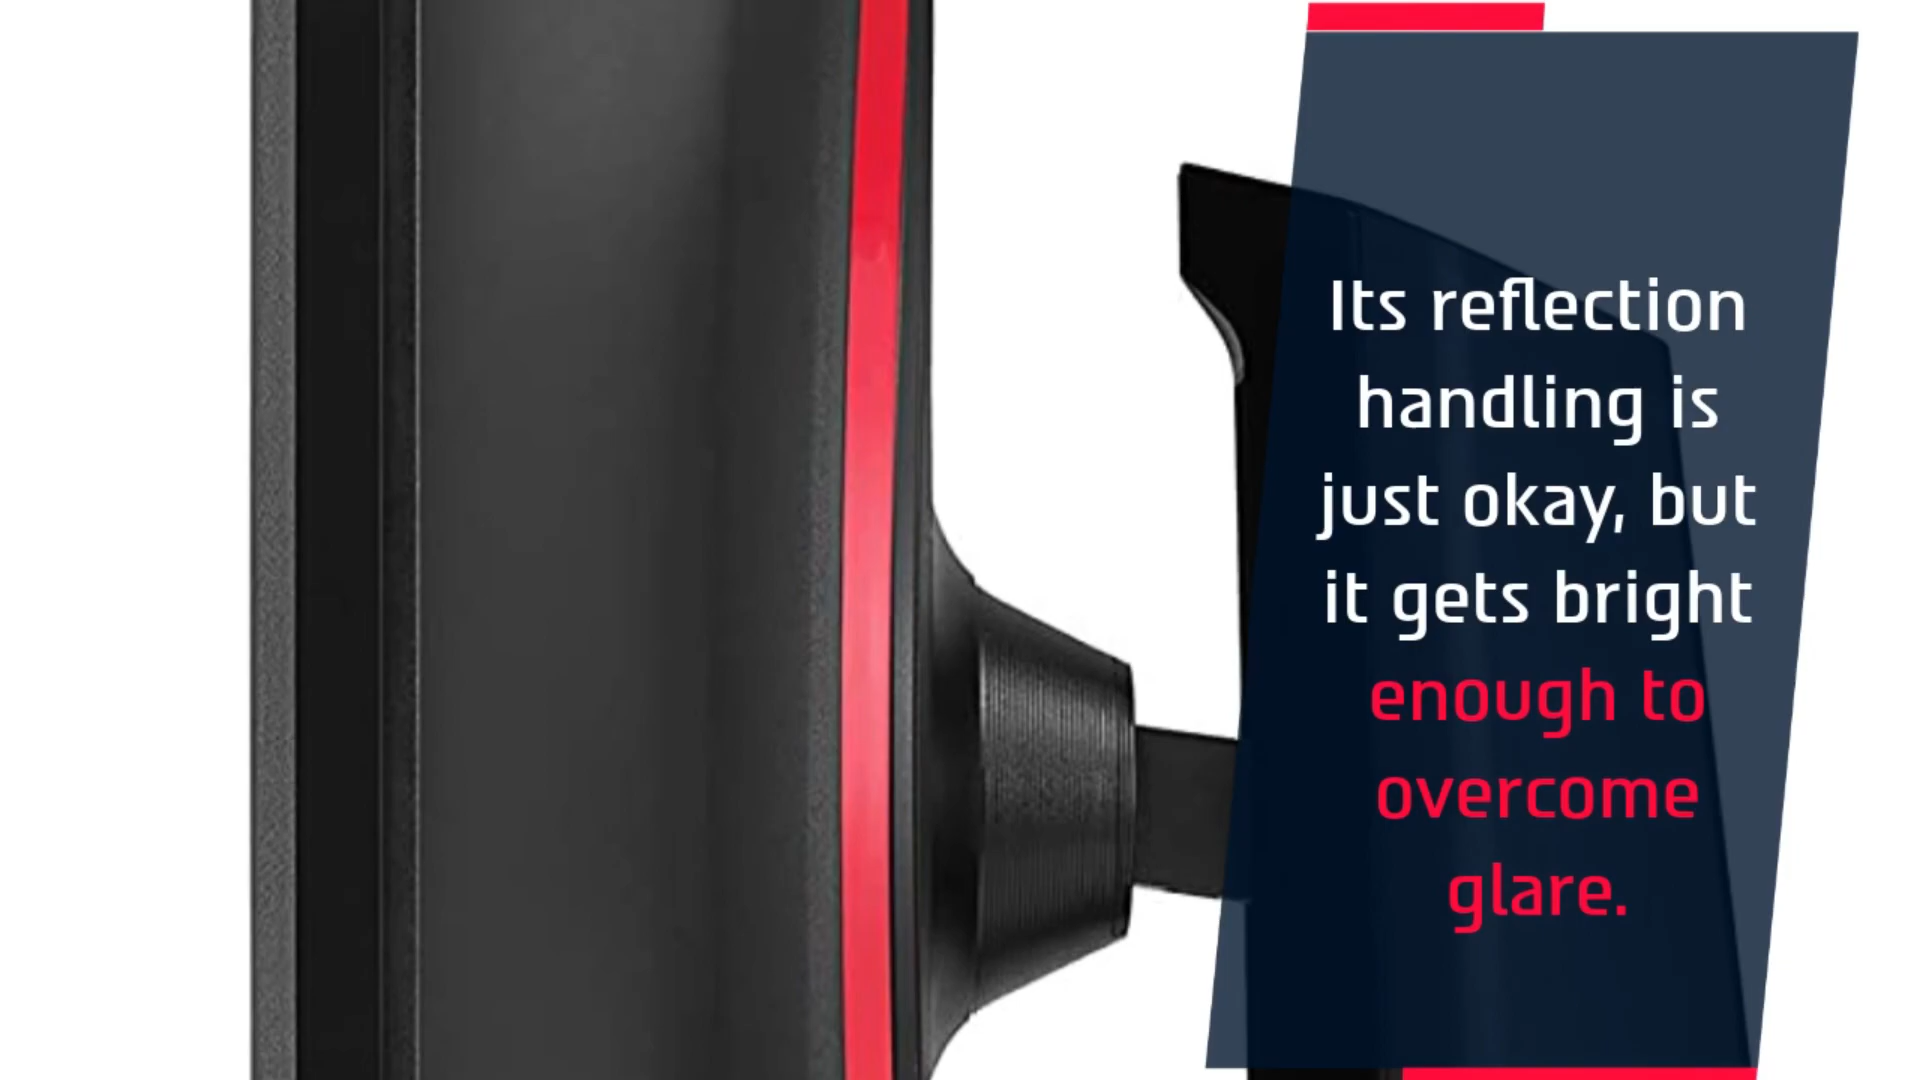 Its reflection
handling is
just okay, but
it gets bright
enough to
overcome
glare.